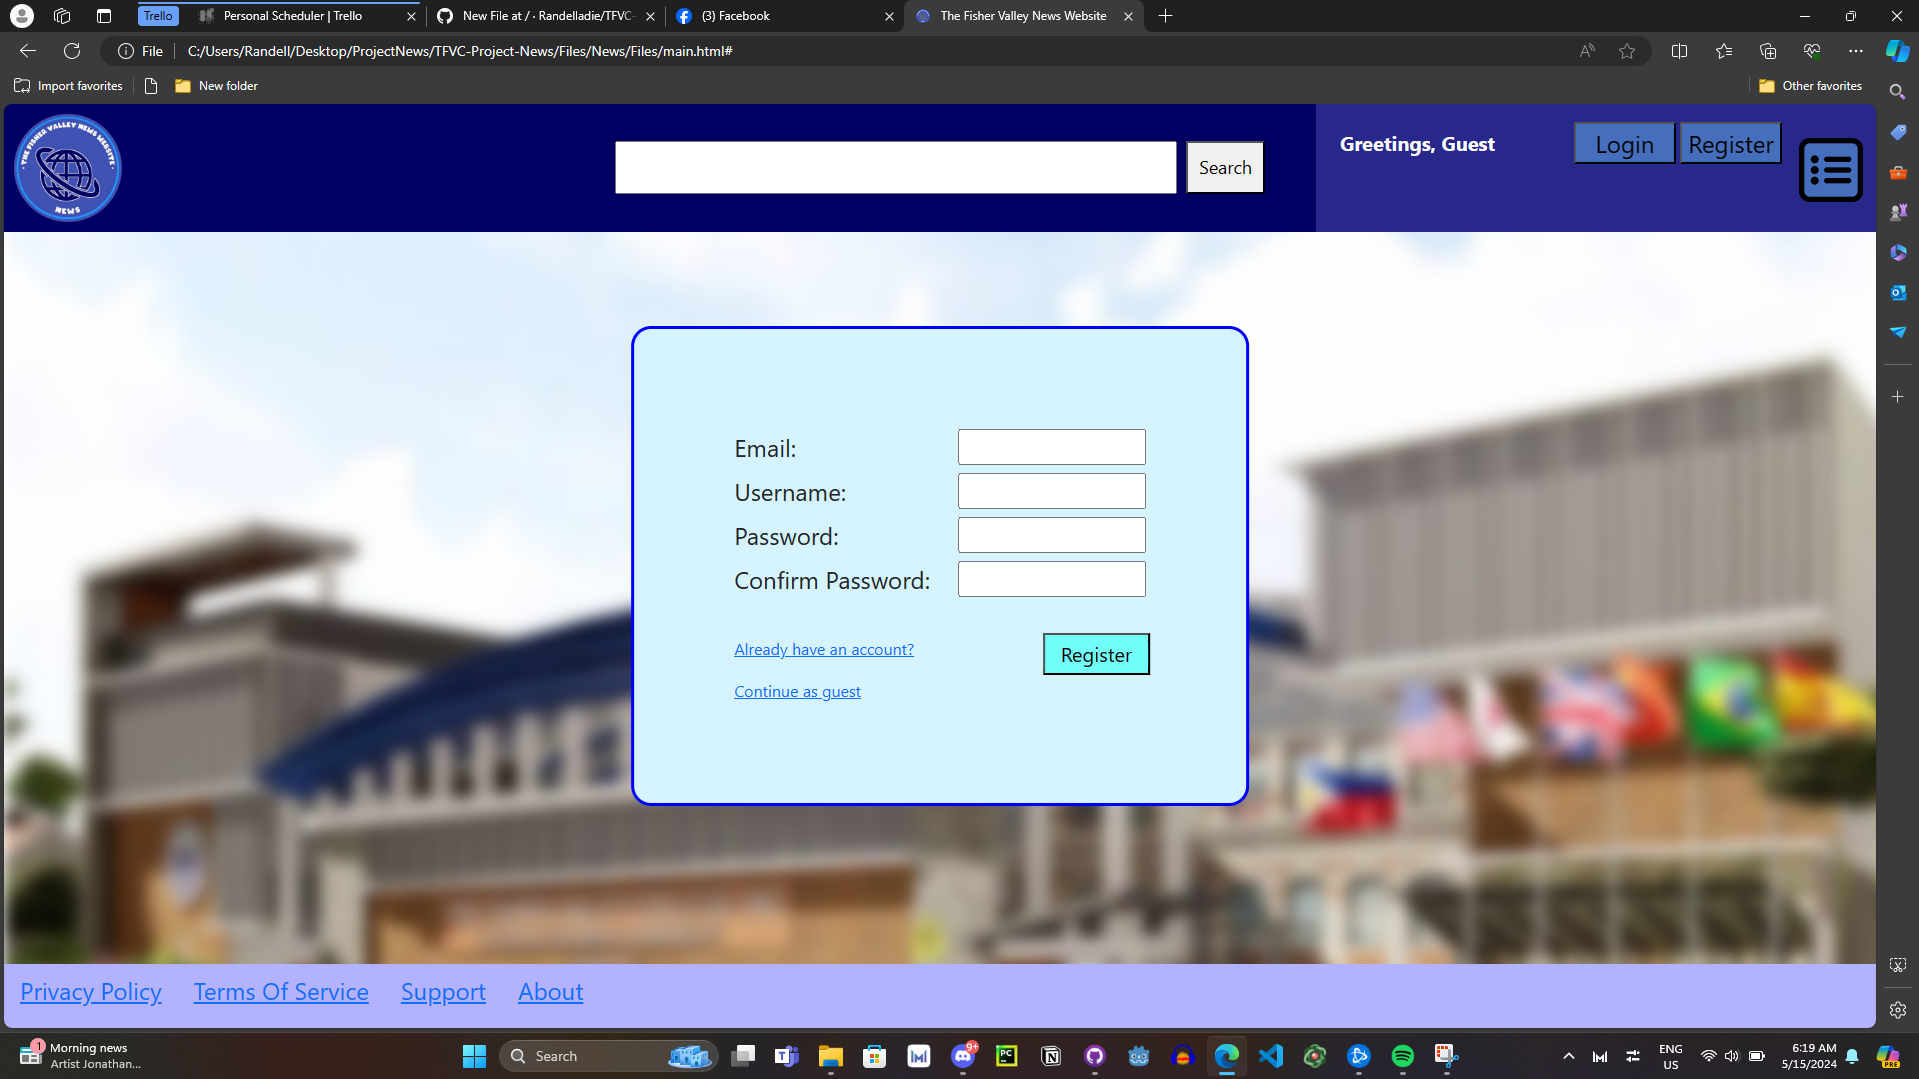 Trello
Personal Scheduler | Trello
New File at / · Randelladie/TFVC-
(3) Facebook
The Fisher Valley News Website
File
C:/Users/Randell/Desktop/ProjectNews/TFVC-Project-News/Files/News/Files/main.html#
Import favorites
New folder
Other favorites
THE FISHER VALLEY NEWS WEBSITE
NEWS
Search
Greetings, Guest
Login
Register
Email:
Username:
Password:
Confirm Password:
Already have an account?
Register
Continue as guest
Privacy Policy
Terms Of Service
Support
About
1
Morning news
Artist Jonathan...
Search
9+
PC
ENG
US
6:19 AM
5/15/2024
PRE